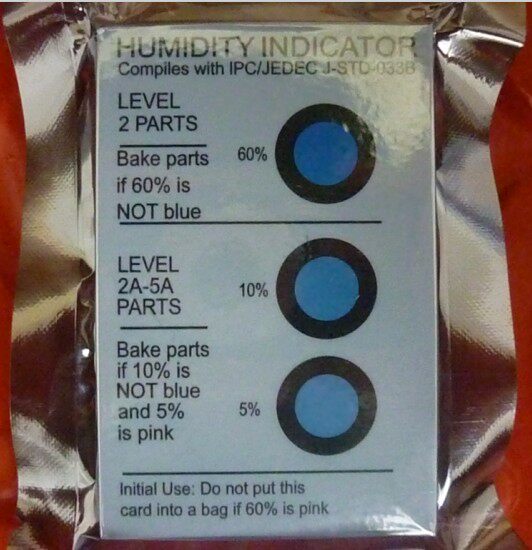 HUMIDITY INDICATOR
Compiles with IPC/JEDEC J-STD-033B
LEVEL
2 PARTS
Bake parts
if 60% is
NOT blue
60%
LEVEL
2A-5A
PARTS
10%
Bake parts
if 10% is
NOT blue
and 5%
is pink
5%
Initial Use: Do not put this
card into a bag if 60% is pink